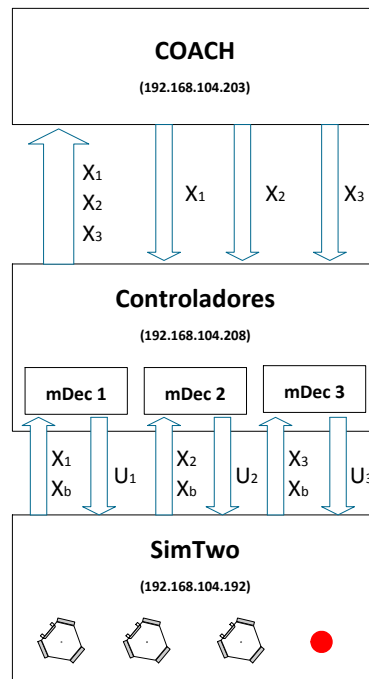 COACH
(192.168.104.203)
X1
X2
X3
X1
X2
X3
Controladores
(192.168.104.208)
mDec 1
mDec 2
mDec 3
X1
Xb
U1
X2
Xb
U2
X3
Xb
U3
SimTwo
(192.168.104.192)